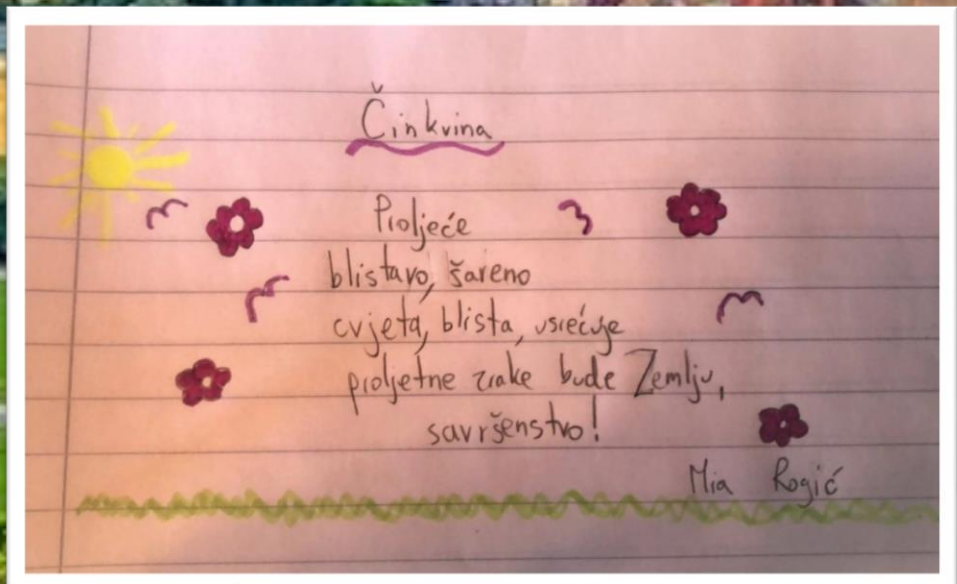 Činkvina
Proljeće
blistavo, šareno
cvjeta, blista, usrećuje
proljetne zrake bude Zemlju,
savršenstvo!
Mia Rogić